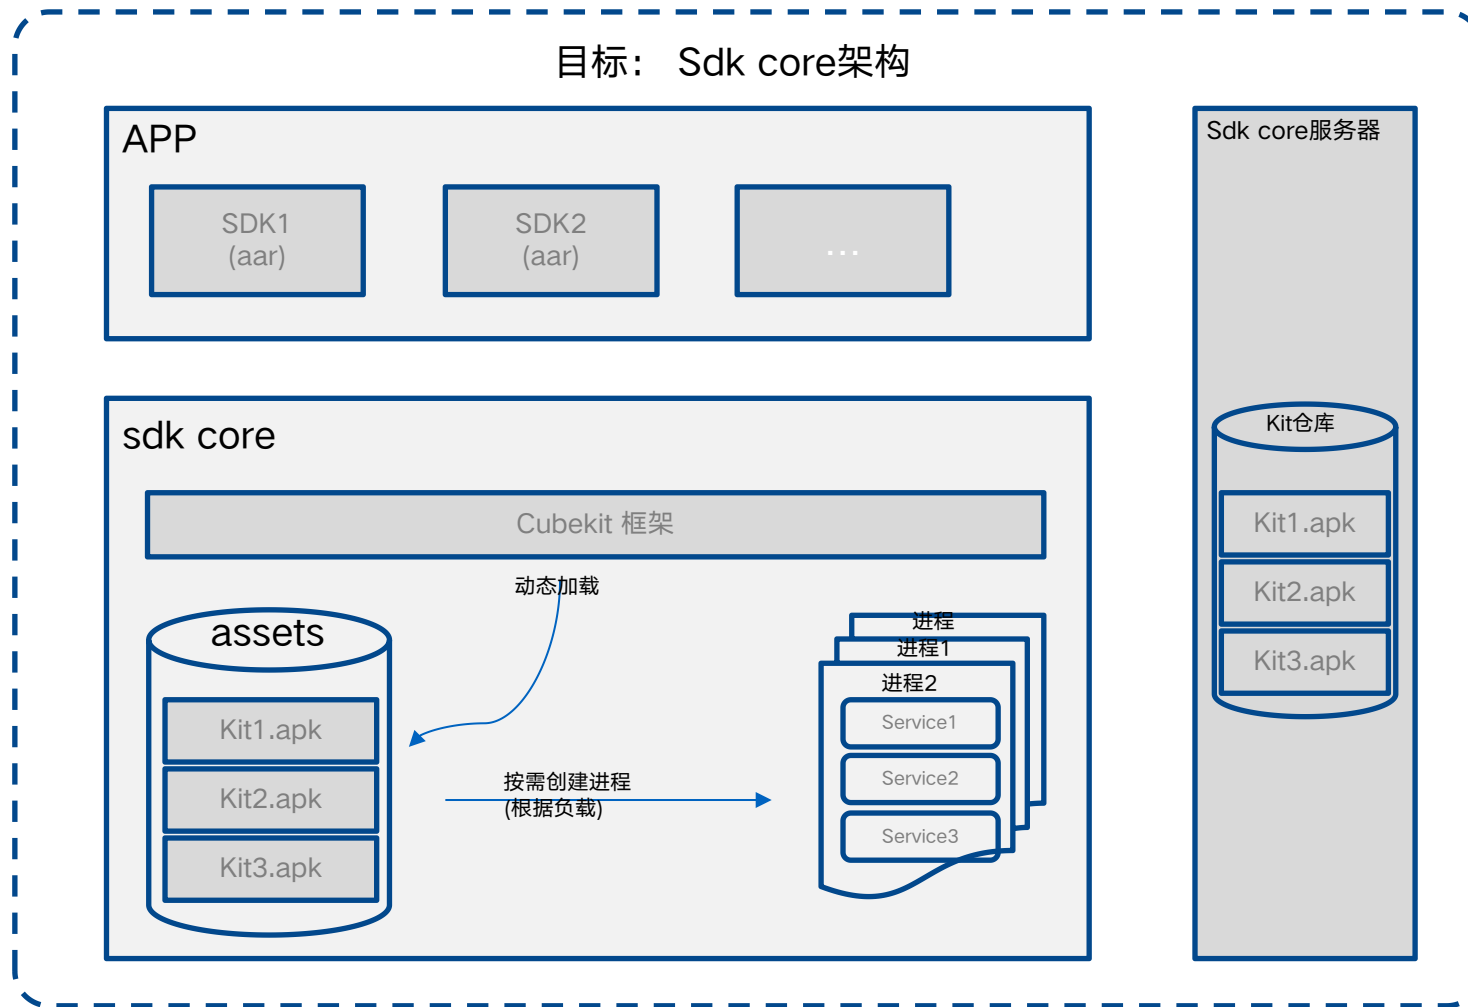 目标： Sdk core架构
APP
SDK1
(aar)
SDK2
(aar)
...
Sdk core服务器
Kit仓库
Kit1.apk
Kit2.apk
Kit3.apk
sdk core
Cubekit 框架
动态加载
assets
Kit1.apk
Kit2.apk
Kit3.apk
按需创建进程
(根据负载)
进程
进程1
进程2
Service1
Service2
Service3